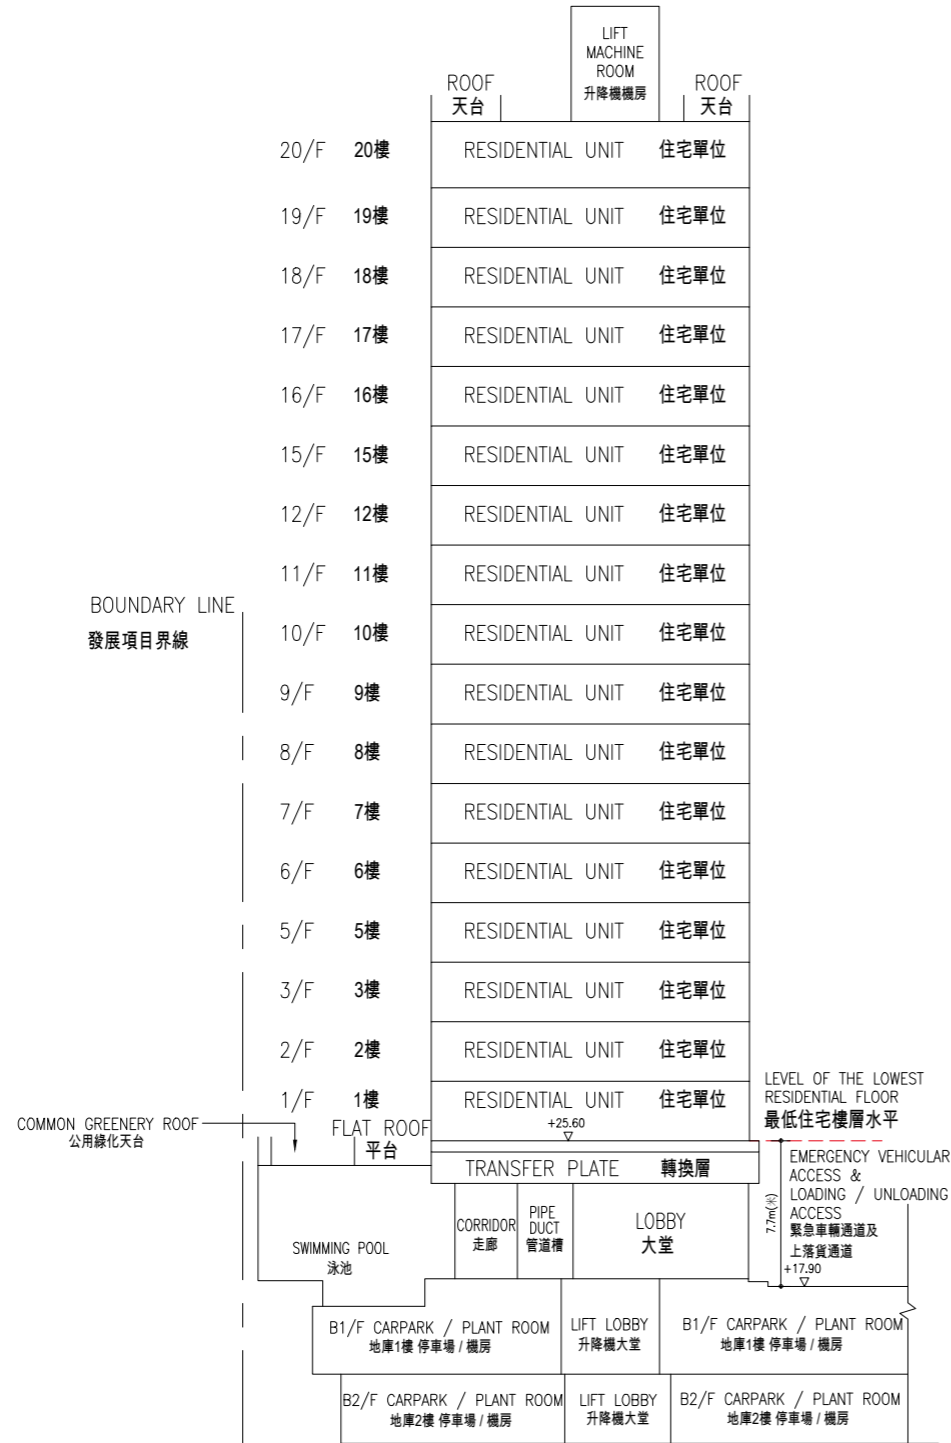 LIFT
MACHINE
ROOM
升降機機房
ROOF
天台
ROOF
天台
20/F 20樓 RESIDENTIAL UNIT 住宅單位
19/F 19樓 RESIDENTIAL UNIT 住宅單位
18/F 18樓 RESIDENTIAL UNIT 住宅單位
17/F 17樓 RESIDENTIAL UNIT 住宅單位
16/F 16樓 RESIDENTIAL UNIT 住宅單位
15/F 15樓 RESIDENTIAL UNIT 住宅單位
12/F 12樓 RESIDENTIAL UNIT 住宅單位
11/F 11樓 RESIDENTIAL UNIT 住宅單位
BOUNDARY LINE
發展項目界線
10/F 10樓 RESIDENTIAL UNIT 住宅單位
9/F 9樓 RESIDENTIAL UNIT 住宅單位
8/F 8樓 RESIDENTIAL UNIT 住宅單位
7/F 7樓 RESIDENTIAL UNIT 住宅單位
6/F 6樓 RESIDENTIAL UNIT 住宅單位
5/F 5樓 RESIDENTIAL UNIT 住宅單位
3/F 3樓 RESIDENTIAL UNIT 住宅單位
2/F 2樓 RESIDENTIAL UNIT 住宅單位
1/F 1樓 RESIDENTIAL UNIT 住宅單位
LEVEL OF THE LOWEST
RESIDENTIAL FLOOR
最低住宅樓層水平
COMMON GREENERY ROOF
公用綠化天台
FLAT ROOF
平台
+25.60
TRANSFER PLATE 轉換層
EMERGENCY VEHICULAR
ACCESS &
LOADING / UNLOADING
ACCESS
緊急車輛通道及
上落貨通道
+17.90
7.7m(米)
SWIMMING POOL
泳池
CORRIDOR
走廊
PIPE
DUCT
管道槽
LOBBY
大堂
B1/F CARPARK / PLANT ROOM
地庫1樓 停車場 / 機房
LIFT LOBBY
升降機大堂
B1/F CARPARK / PLANT ROOM
地庫1樓 停車場 / 機房
B2/F CARPARK / PLANT ROOM
地庫2樓 停車場 / 機房
LIFT LOBBY
升降機大堂
B2/F CARPARK / PLANT ROOM
地庫2樓 停車場 / 機房